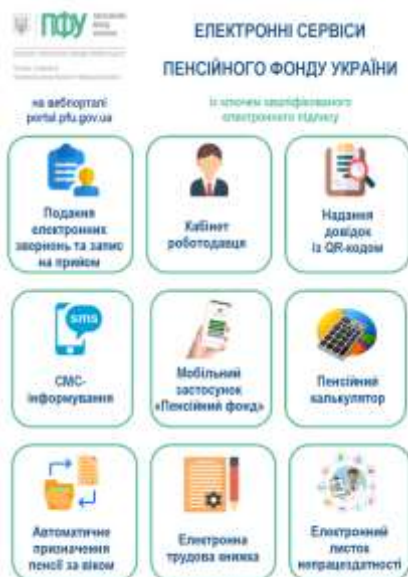 ПФУ
ЕЛЕКТРОННІ СЕРВІСИ
ПЕНСІЙНОГО ФОНДУ УКРАЇНИ
на вебпорталі
portal.pfu.gov.ua
із ключем кваліфікованого
електронного підпису
Подання
електронних
звернень та запис
на прийом
Кабінет
роботодавця
Надання
довідок
із QR-кодом
sms
СМС-
інформування
Мобільний
застосунок
«Пенсійний фонд»
Пенсійний
калькулятор
Автоматичне
призначення
пенсії за віком
Електронна
трудова книжка
Електронний
листок
непрацездатності